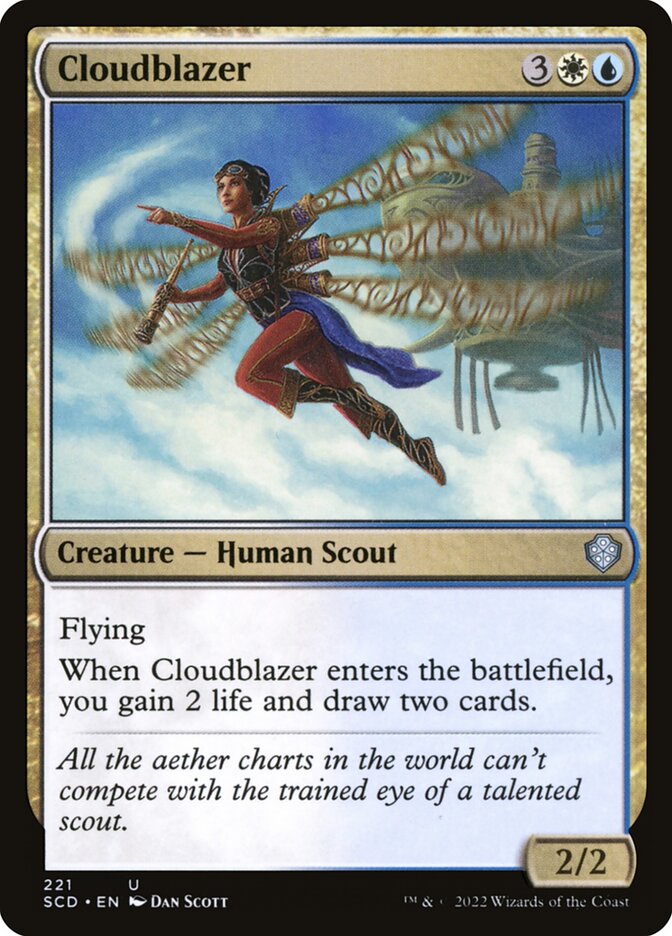 Cloudblazer 3
Creature — Human Scout
Flying
When Cloudblazer enters the battlefield,
you gain 2 life and draw two cards.
All the aether charts in the world can't
compete with the trained eye of a talented
scout.
2/2
221 U
SCD • EN Dan Scott ™ & © 2022 Wizards of the Coast